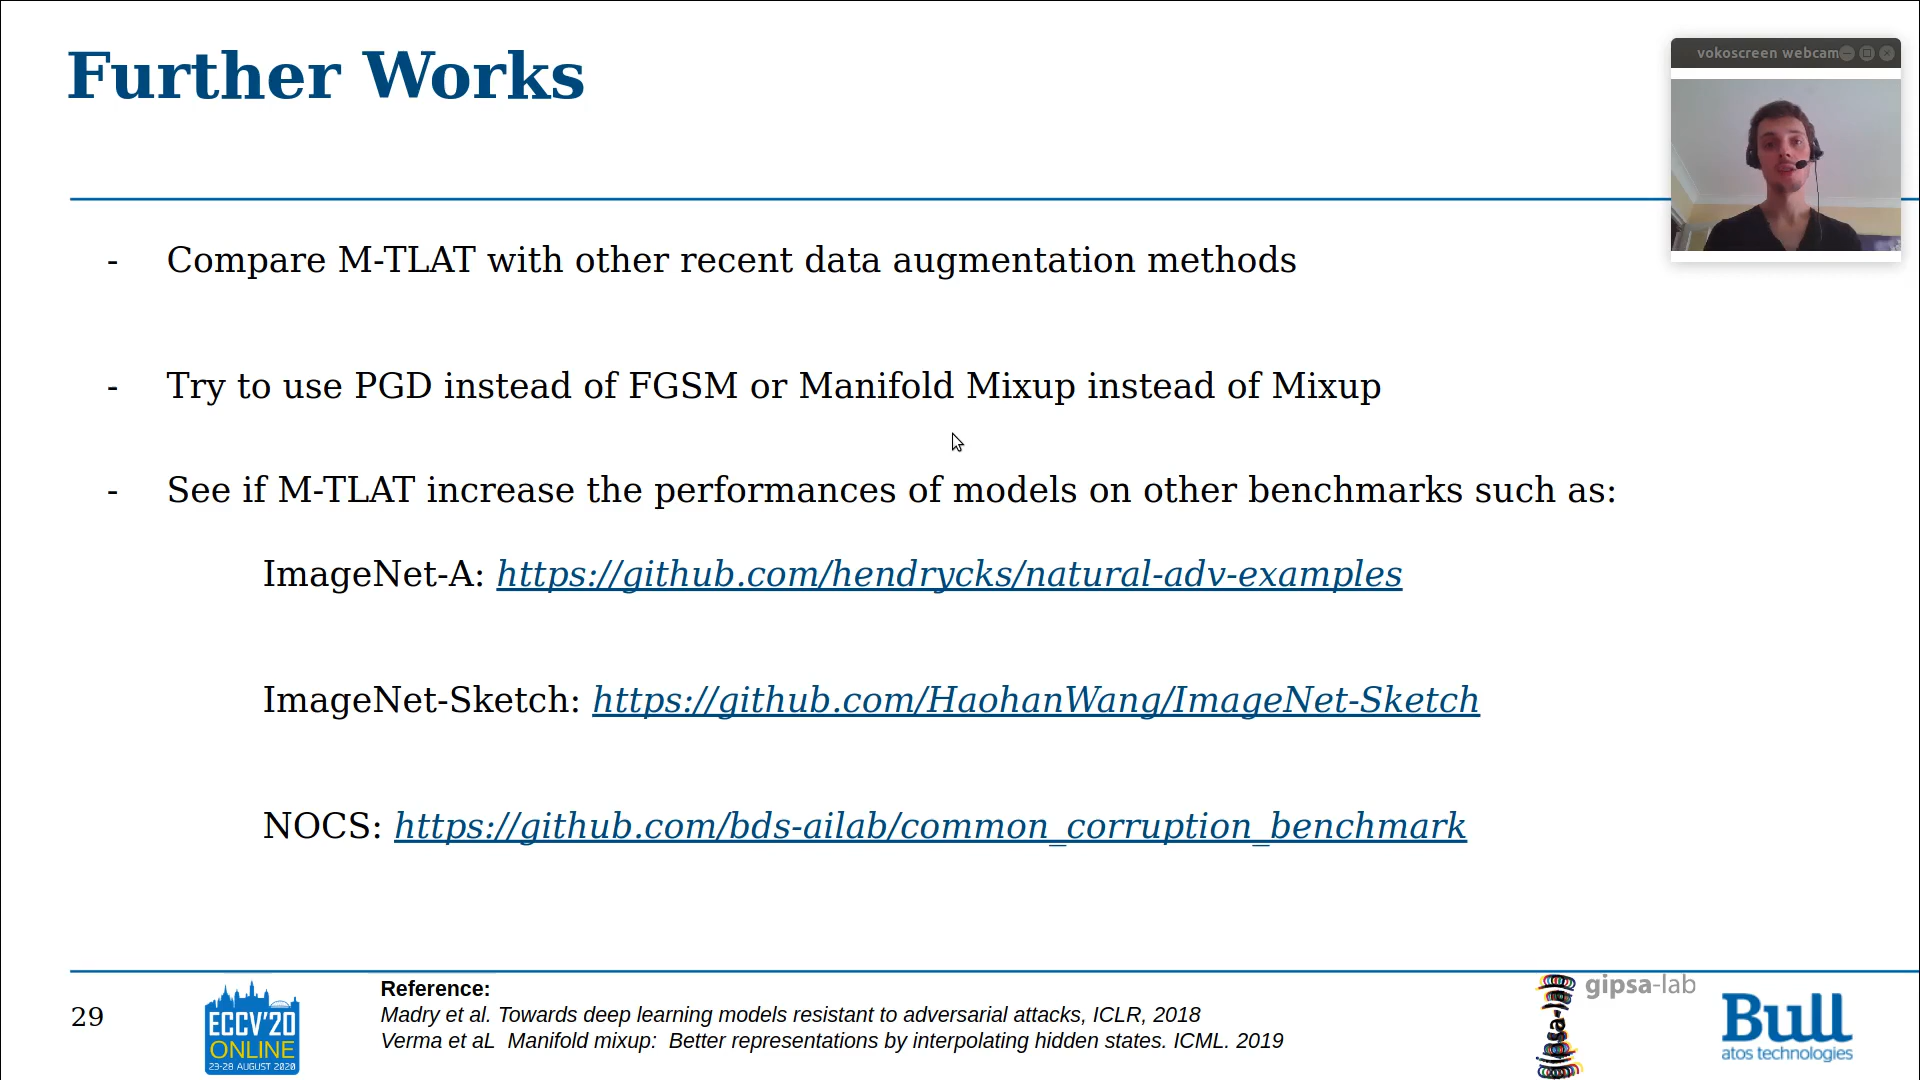 Further Works
vokoscreen webcam
- Compare M-TLAT with other recent data augmentation methods
- Try to use PGD instead of FGSM or Manifold Mixup instead of Mixup
- See if M-TLAT increase the performances of models on other benchmarks such as:
ImageNet-A: https://github.com/hendrycks/natural-adv-examples
ImageNet-Sketch: https://github.com/HaohanWang/ImageNet-Sketch
NOCS: https://github.com/bds-ailab/common_corruption_benchmark
29
ECCV'20
ONLINE
23-28 AUGUST 2020
Reference:
Madry et al. Towards deep learning models resistant to adversarial attacks, ICLR, 2018
Verma et aL Manifold mixup: Better representations by interpolating hidden states. ICML. 2019
gipsa-lab
sa-l
Bull
atos technologies